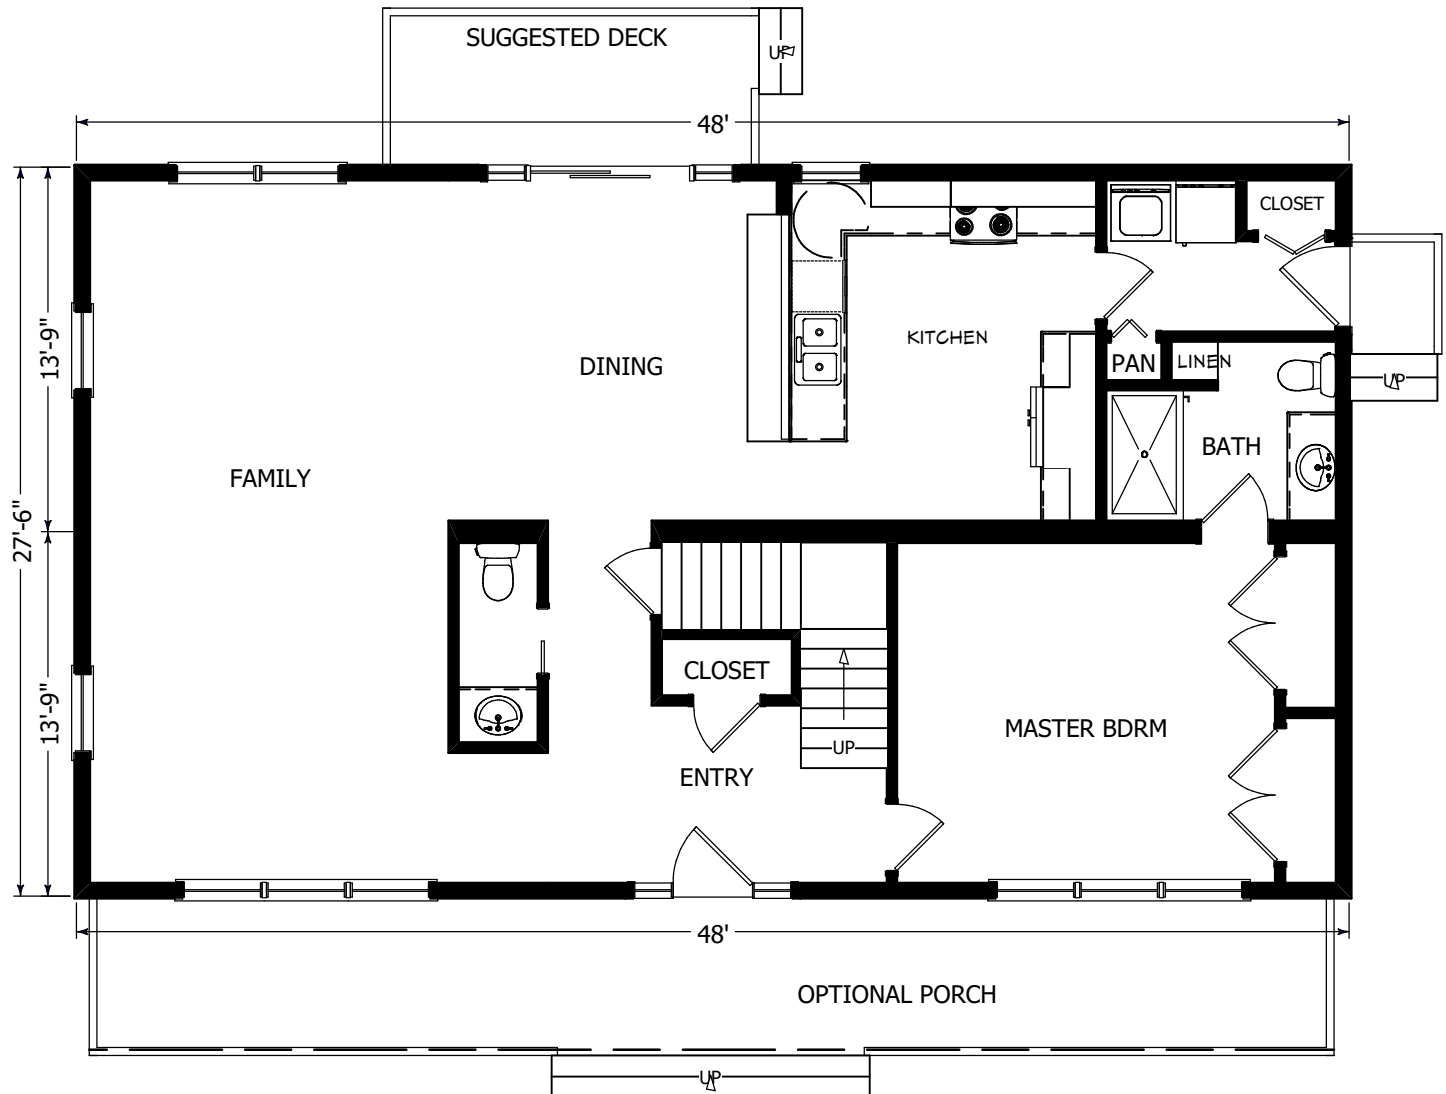 SUGGESTED DECK
UP
48'
CLOSET
13'-9"
KITCHEN
DINING
PAN
LINEN
UP
BATH
FAMILY
27'-6"
CLOSET
13'-9"
MASTER BDRM
UP
ENTRY
48'
OPTIONAL PORCH
UP